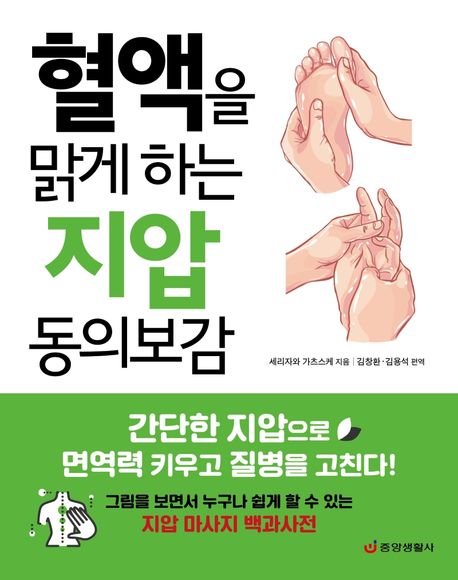 혈액을
맑게 하는
지압
동의보감
세리자와 가츠스케 지음 | 김창환·김용석 편역
간단한 지압으로
면역력 키우고 질병을 고친다!
그림을 보면서 누구나 쉽게 할 수 있는
지압 마사지 백과사전
중앙생활사